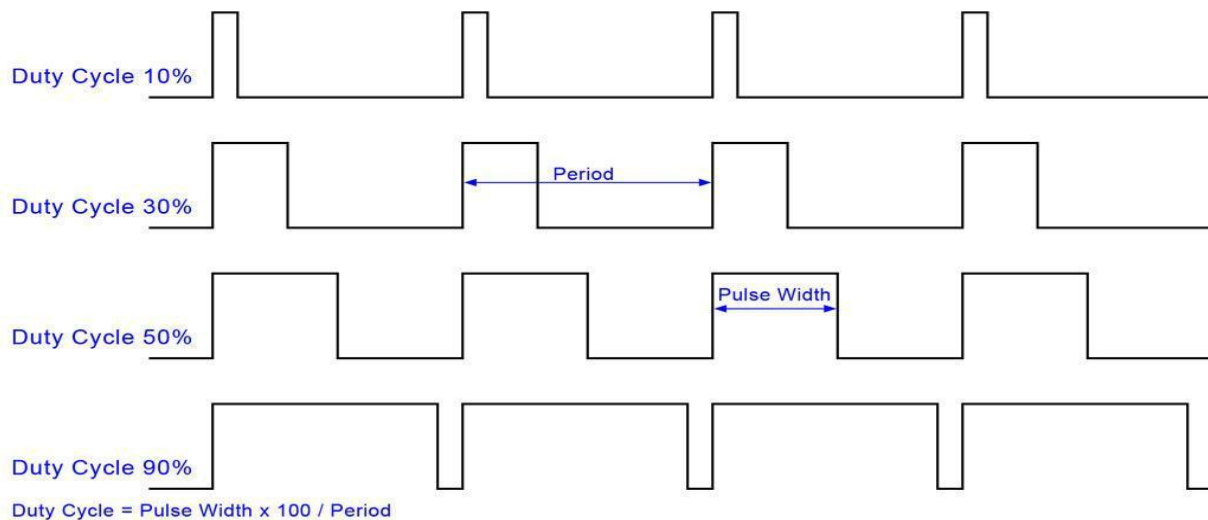 Duty Cycle 10%
Period
Duty Cycle 30%
Pulse Width
Duty Cycle 50%
Duty Cycle 90%
Duty Cycle = Pulse Width x 100 / Period